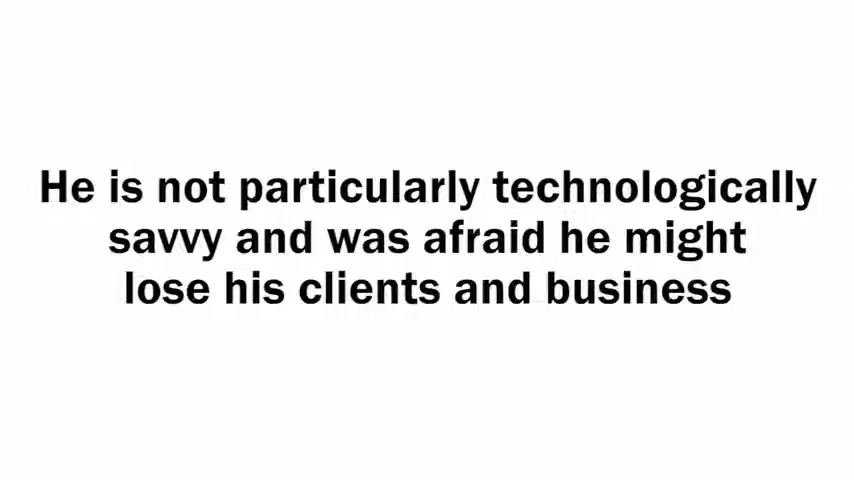 He is not particularly technologically
savvy and was afraid he might
lose his clients and business